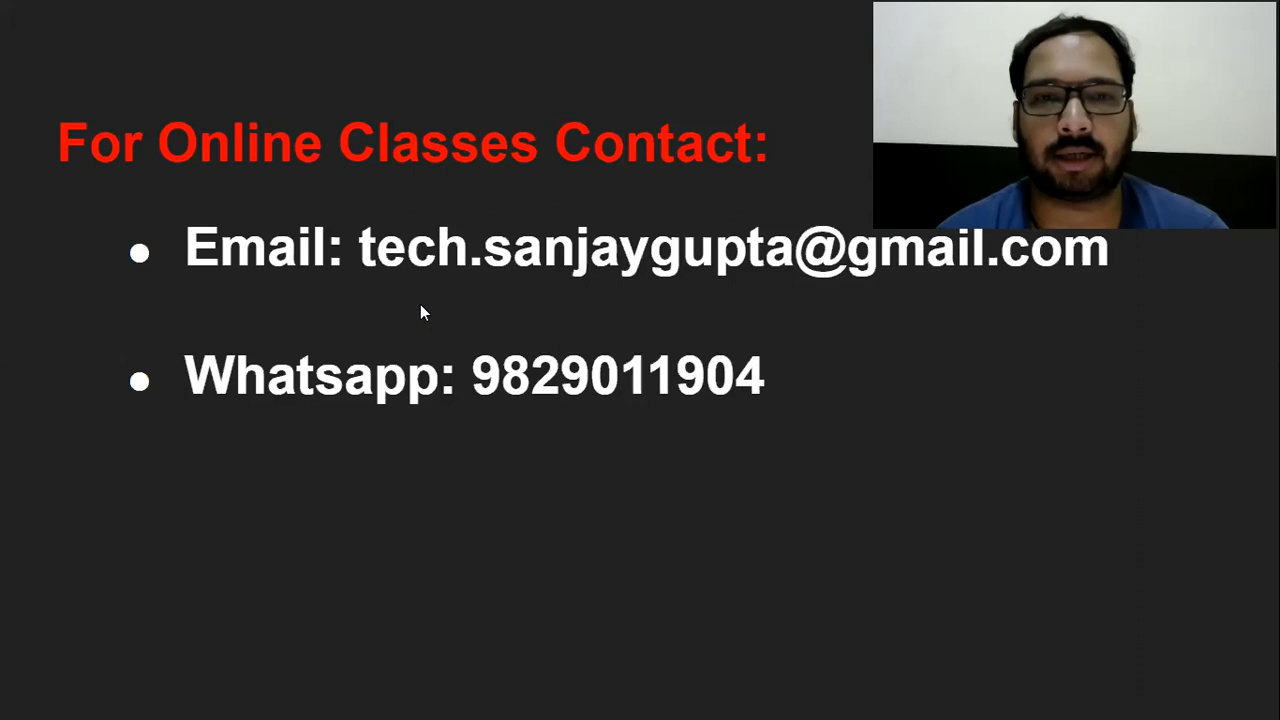 For Online Classes Contact:
● Email: tech.sanjaygupta@gmail.com
● Whatsapp: 9829011904